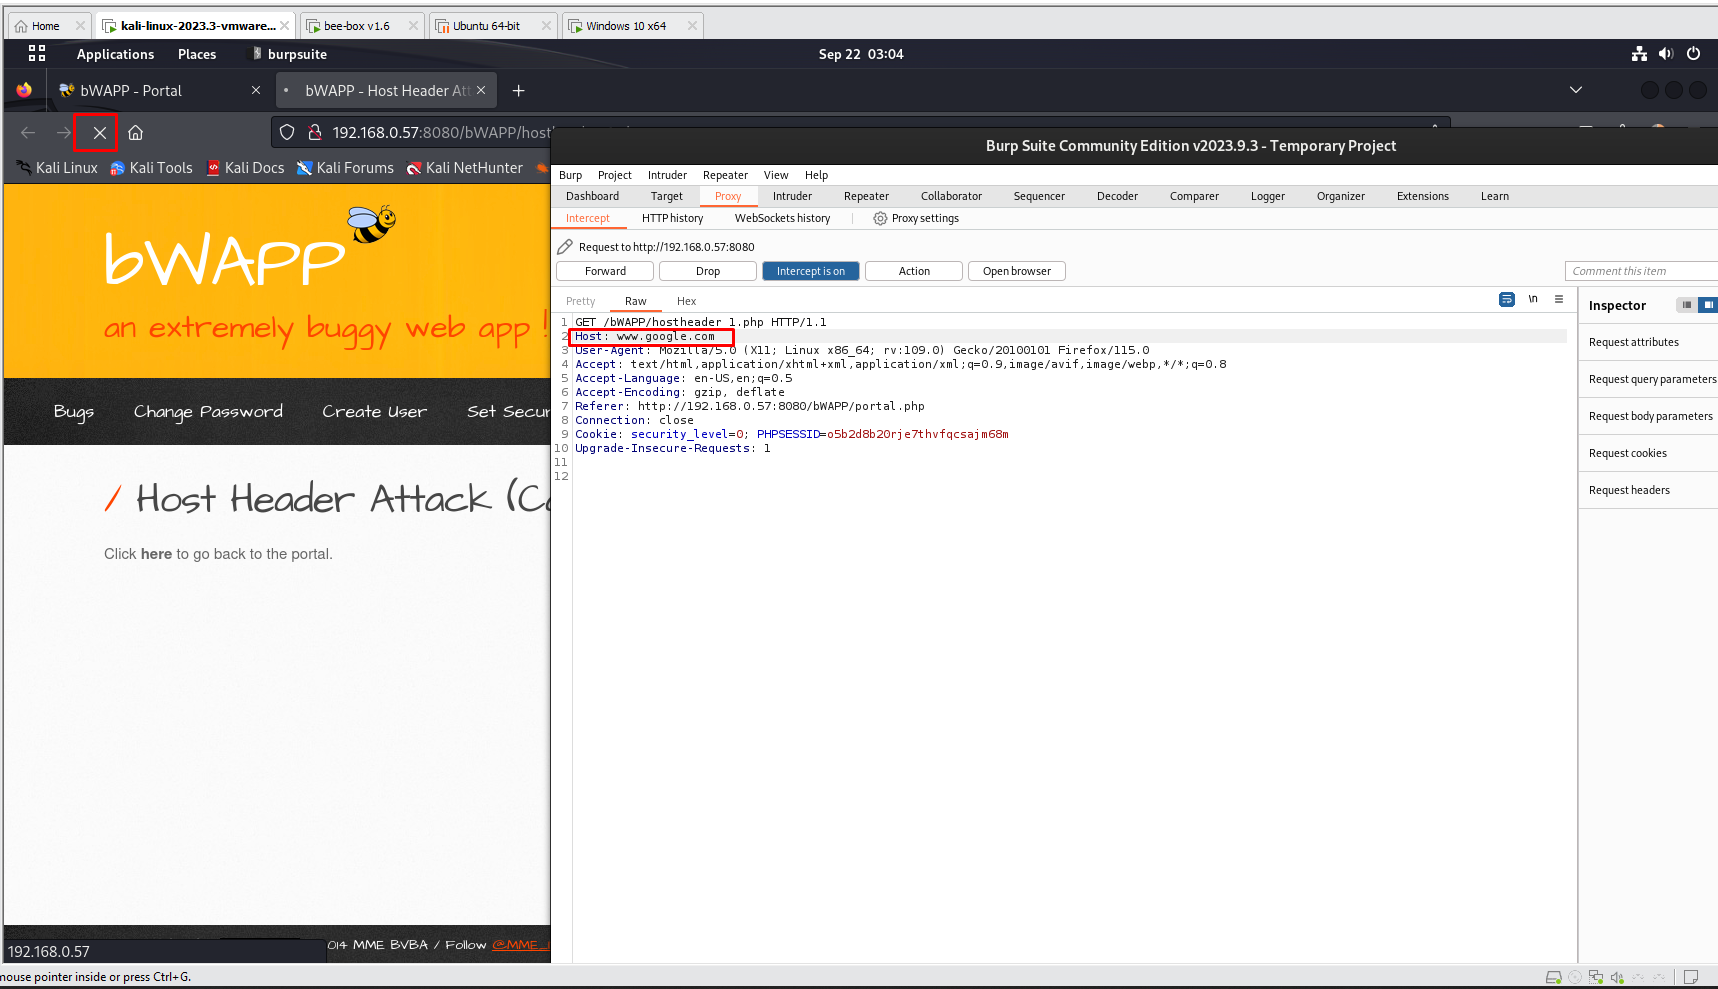 Home
kali-linux-2023.3-vmware...
bee-box v1.6
Ubuntu 64-bit
Windows 10 x64
Applications Places burpsuite
Sep 22 03:04
bWAPP - Portal
bWAPP - Host Header Att
192.168.0.57:8080/bWAPP/host
Kali Linux Kali Tools Kali Docs Kali Forums Kali NetHunter
bWAPP
an extremely buggy web app !
Bugs Change Password Create User Set Secur
/ Host Header Attack (Ca
Click here to go back to the portal.
014 MME BVBA / Follow @MME_
192.168.0.57
Burp Suite Community Edition v2023.9.3 - Temporary Project
Burp Project Intruder Repeater View Help
Dashboard Target Proxy Intruder Repeater Collaborator Sequencer Decoder Comparer Logger Organizer Extensions Learn
Intercept HTTP history WebSockets history Proxy settings
Request to http://192.168.0.57:8080
Forward Drop Intercept is on Action Open browser Comment this item
Pretty Raw Hex \n
1 GET /bWAPP/hostheader_1.php HTTP/1.1
2 Host: www.google.com
3 User-Agent: Mozilla/5.0 (X11; Linux x86_64; rv:109.0) Gecko/20100101 Firefox/115.0
4 Accept: text/html,application/xhtml+xml,application/xml;q=0.9,image/avif,image/webp,*/*;q=0.8
5 Accept-Language: en-US,en;q=0.5
6 Accept-Encoding: gzip, deflate
7 Referer: http://192.168.0.57:8080/bWAPP/portal.php
8 Connection: close
9 Cookie: security_level=0; PHPSESSID=o5b2d8b20rje7thvfqcsajm68m
10 Upgrade-Insecure-Requests: 1
11
12
Inspector
Request attributes
Request query parameters
Request body parameters
Request cookies
Request headers
mouse pointer inside or press Ctrl+G.